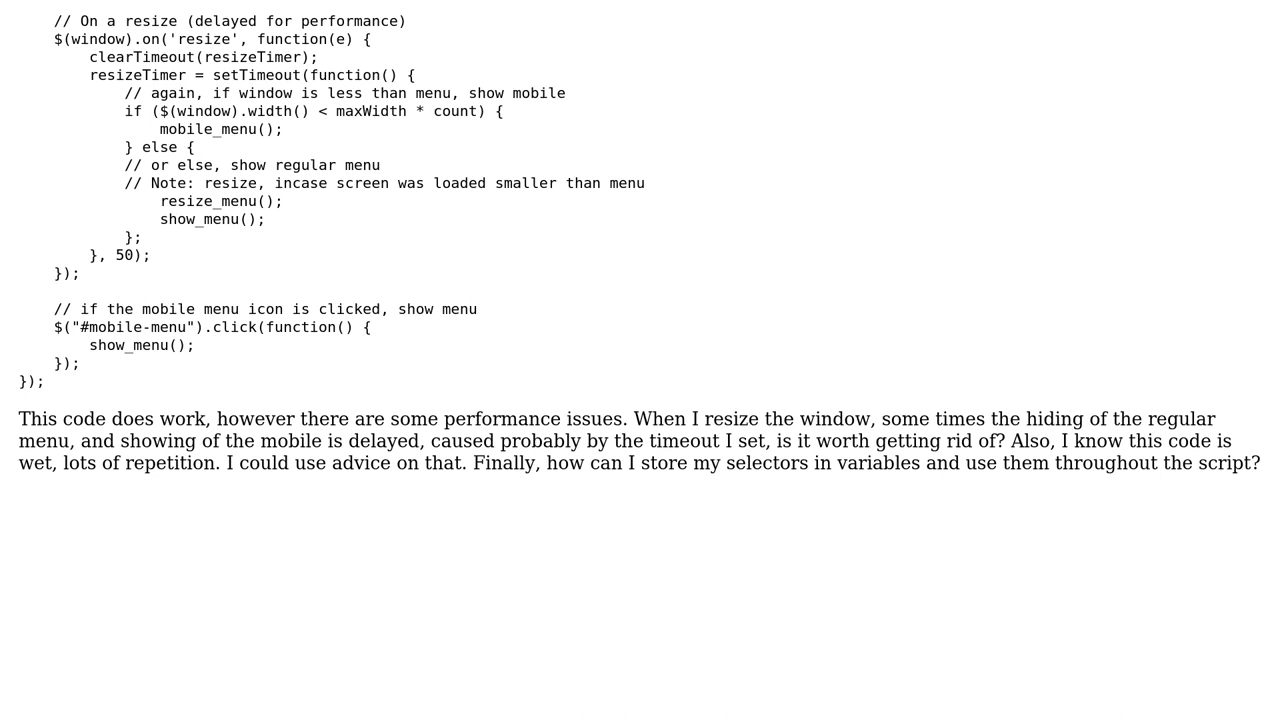 // On a resize (delayed for performance)
    $(window).on('resize', function(e) {
        clearTimeout(resizeTimer);
        resizeTimer = setTimeout(function() {
            // again, if window is less than menu, show mobile
            if ($(window).width() < maxWidth * count) {
                mobile_menu();
            } else {
            // or else, show regular menu
            // Note: resize, incase screen was loaded smaller than menu
                resize_menu();
                show_menu();
            };
        }, 50);
    });

    // if the mobile menu icon is clicked, show menu
    $("#mobile-menu").click(function() {
        show_menu();
    });
});
This code does work, however there are some performance issues. When I resize the window, some times the hiding of the regular
menu, and showing of the mobile is delayed, caused probably by the timeout I set, is it worth getting rid of? Also, I know this code is
wet, lots of repetition. I could use advice on that. Finally, how can I store my selectors in variables and use them throughout the script?